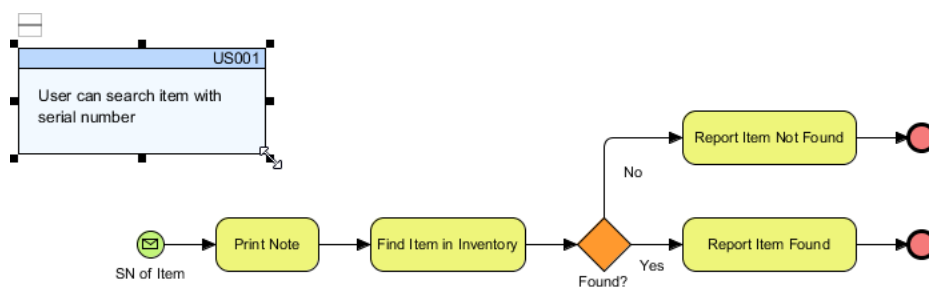 US001
User can search item with
serial number
Report Item Not Found
No
Print Note
Find Item in Inventory
Report Item Found
Yes
SN of Item
Found?